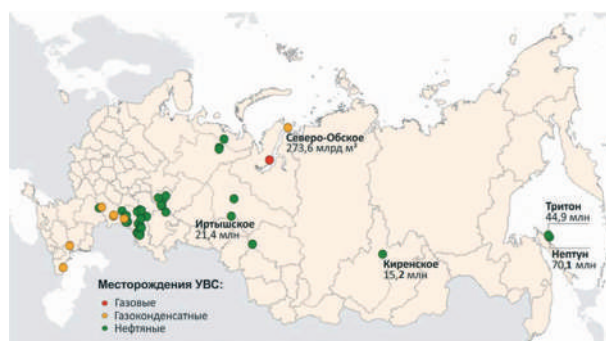 Северо-Обское
273,6 млрд м³
Тритон
44,9 млн
Иртышское
21,4 млн
Киренское
15,2 млн
Нептун
70,1 млн
Месторождения УВС:
Газовые
Газоконденсатные
Нефтяные